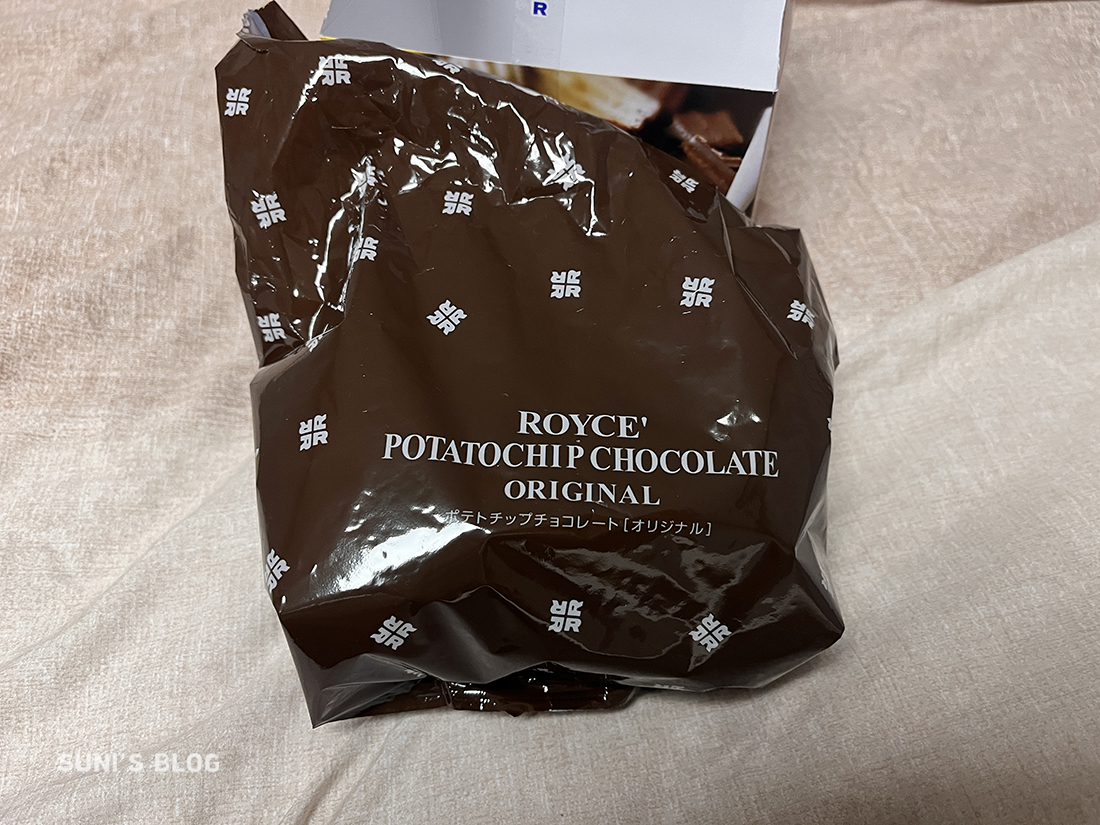 R
ROYCE'
POTATOCHIP CHOCOLATE
ORIGINAL
ポテトチップチョコレート[オリジナル]
SUNI'S BLOG